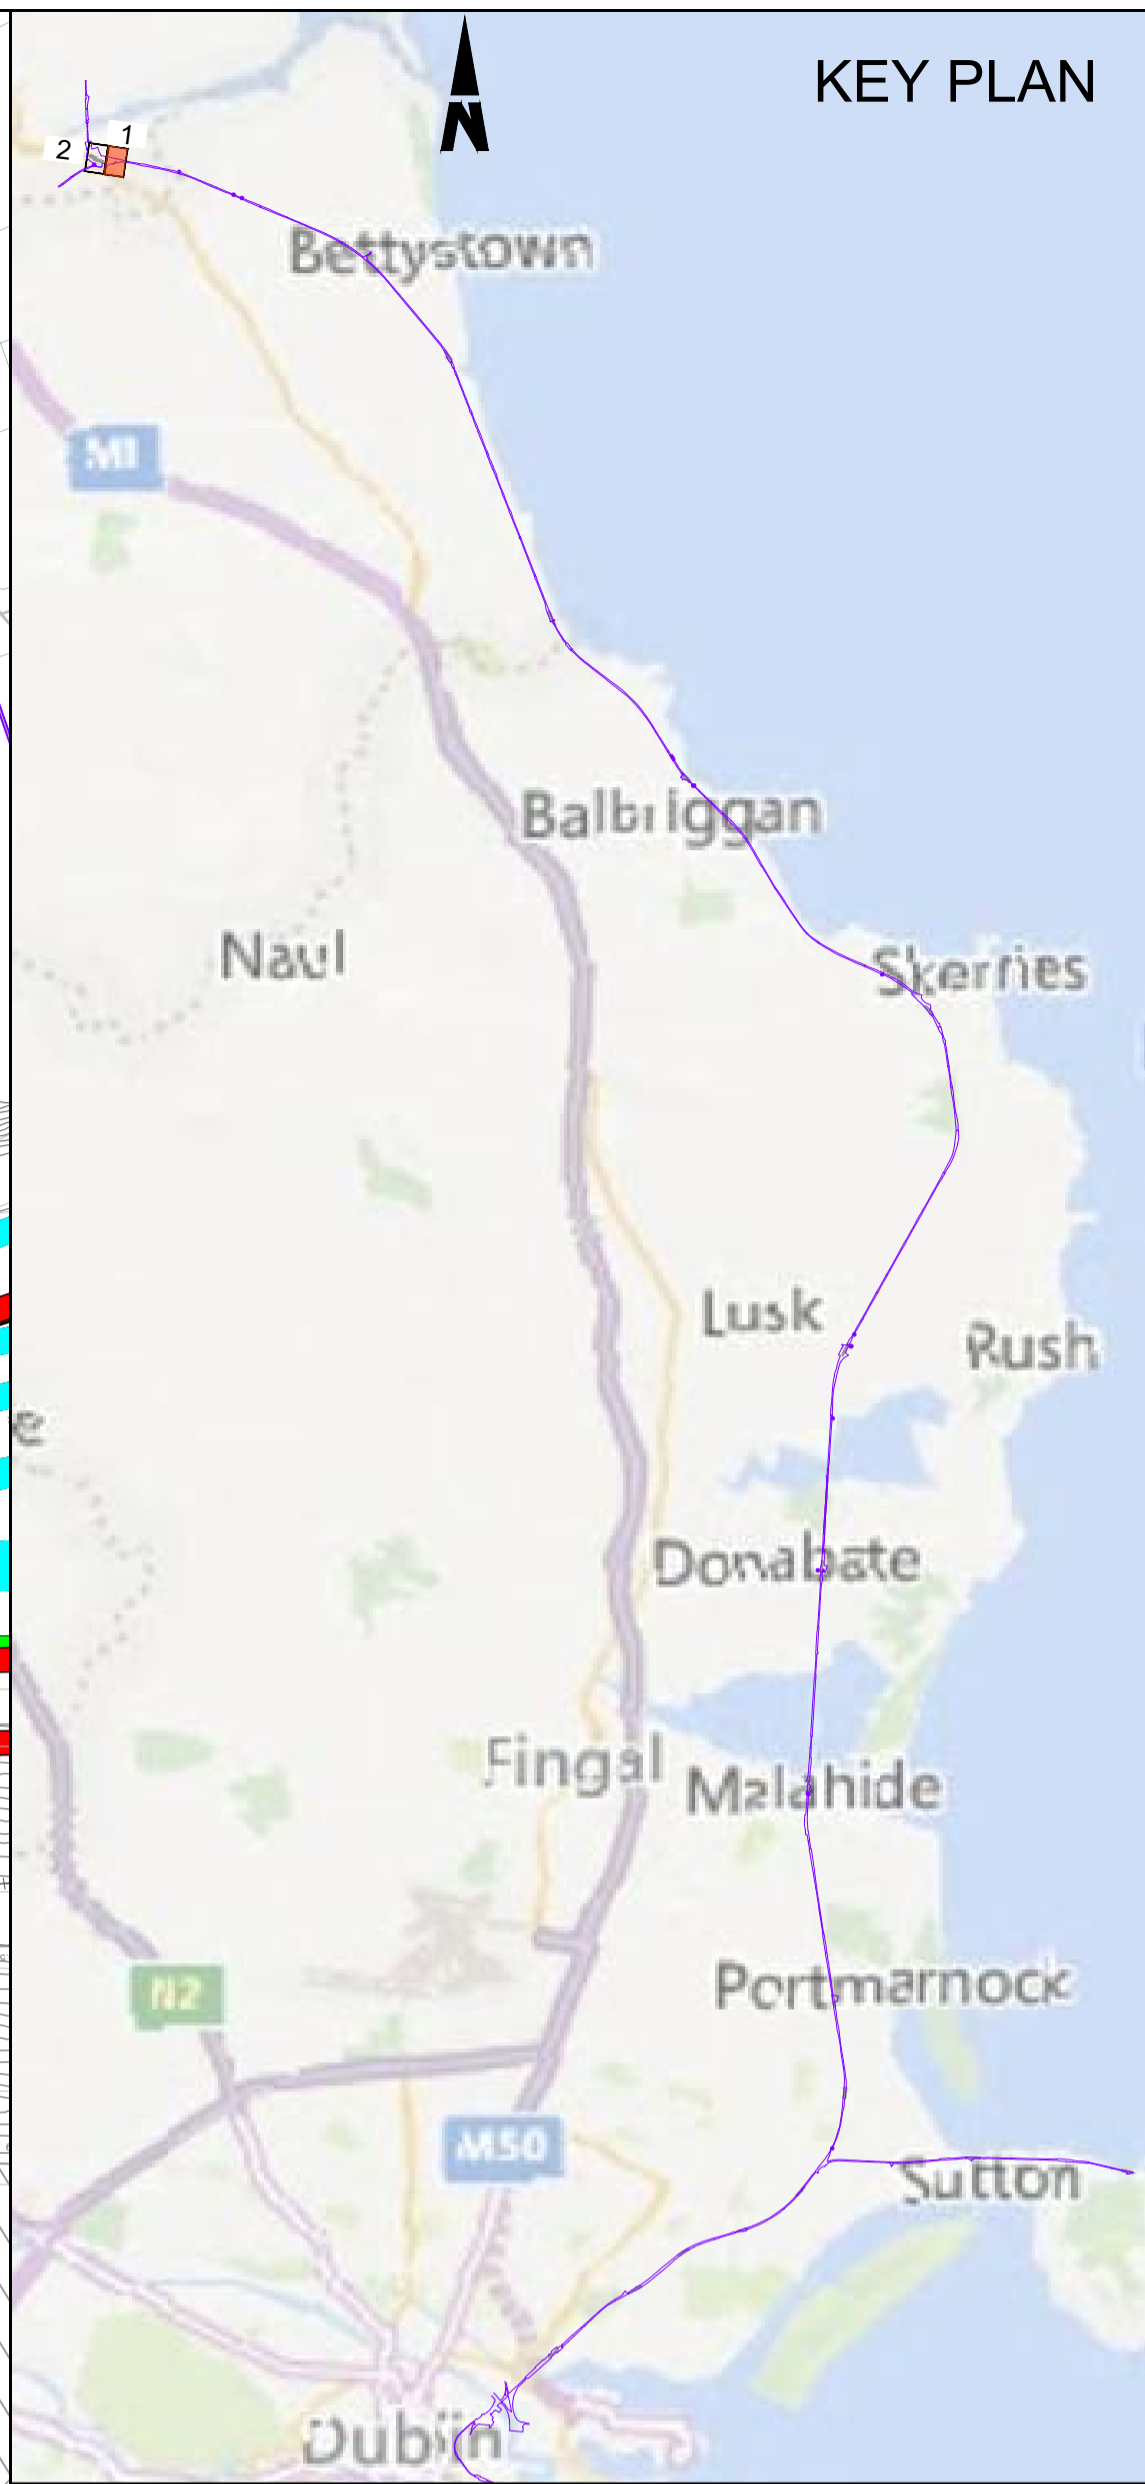 KEY PLAN
N
1
2
Bettystown
M1
Balbriggan
Naul
Skerries
Lusk
Rush
e
Donabate
Fingal
Malahide
Portmarnock
N2
M50
Sutton
Dublin